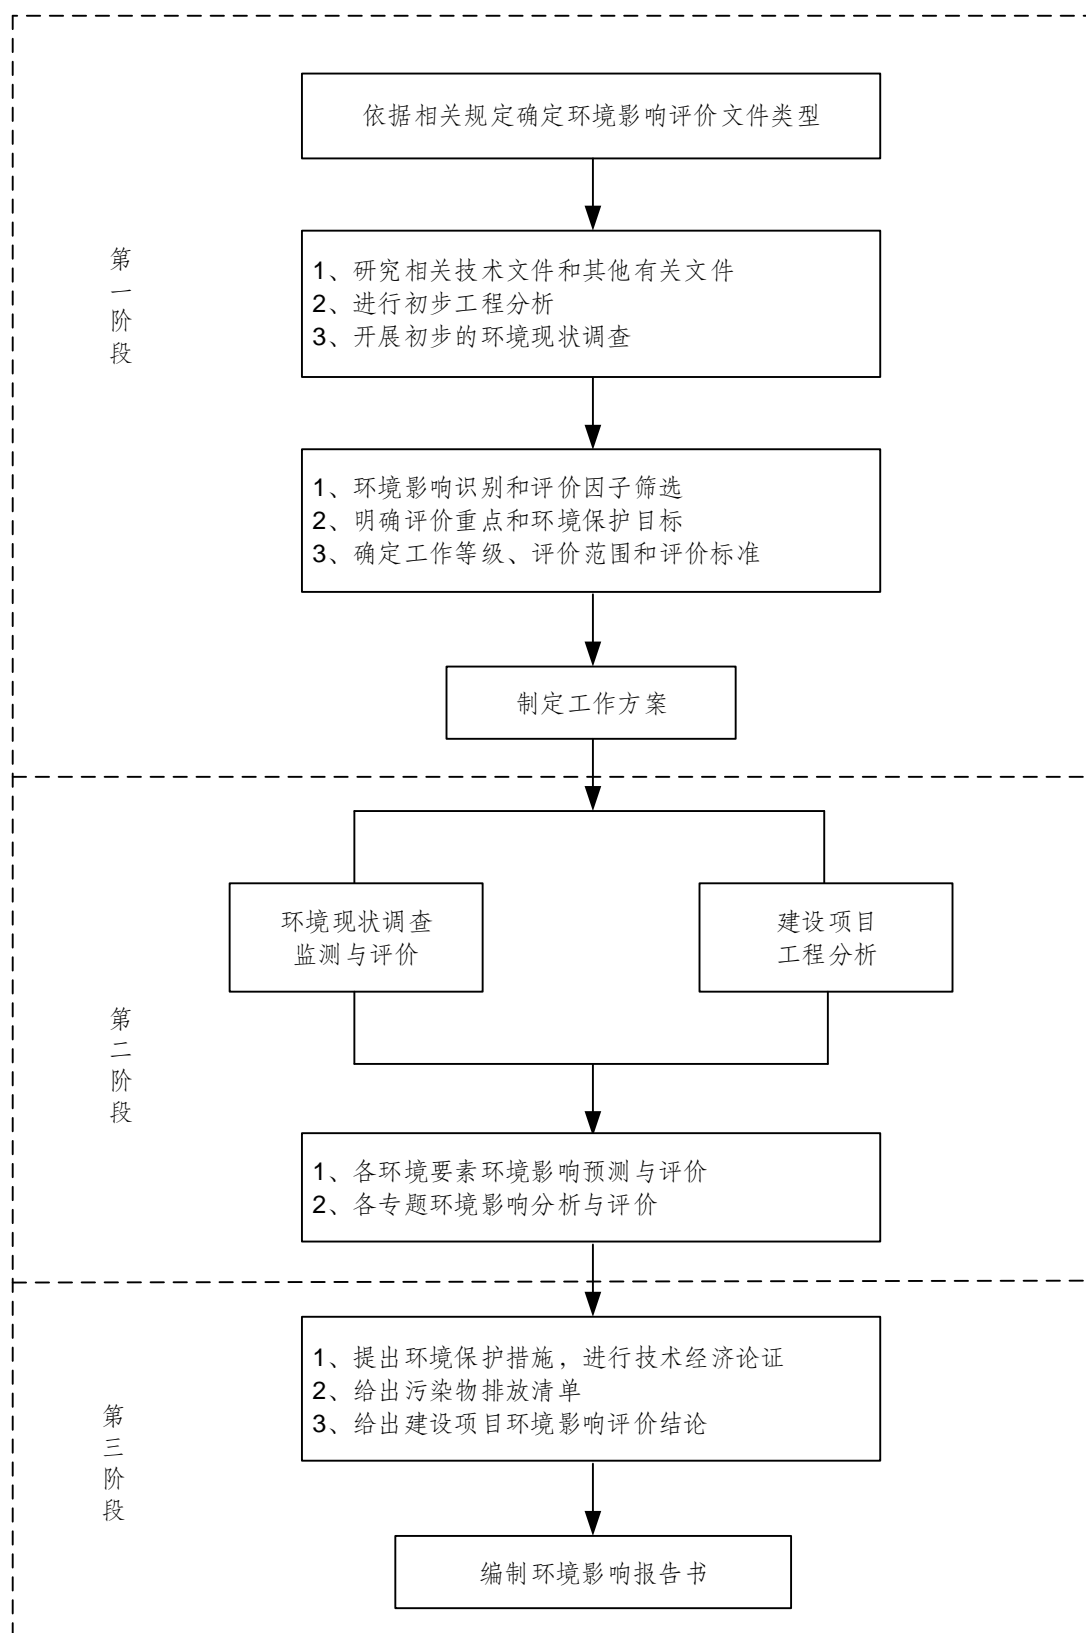 依据相关规定确定环境影响评价文件类型
第一阶段
1、研究相关技术文件和其他有关文件
2、进行初步工程分析
3、开展初步的环境现状调查
1、环境影响识别和评价因子筛选
2、明确评价重点和环境保护目标
3、确定工作等级、评价范围和评价标准
制定工作方案
第二阶段
环境现状调查
监测与评价
建设项目
工程分析
1、各环境要素环境影响预测与评价
2、各专题环境影响分析与评价
第三阶段
1、提出环境保护措施，进行技术经济论证
2、给出污染物排放清单
3、给出建设项目环境影响评价结论
编制环境影响报告书